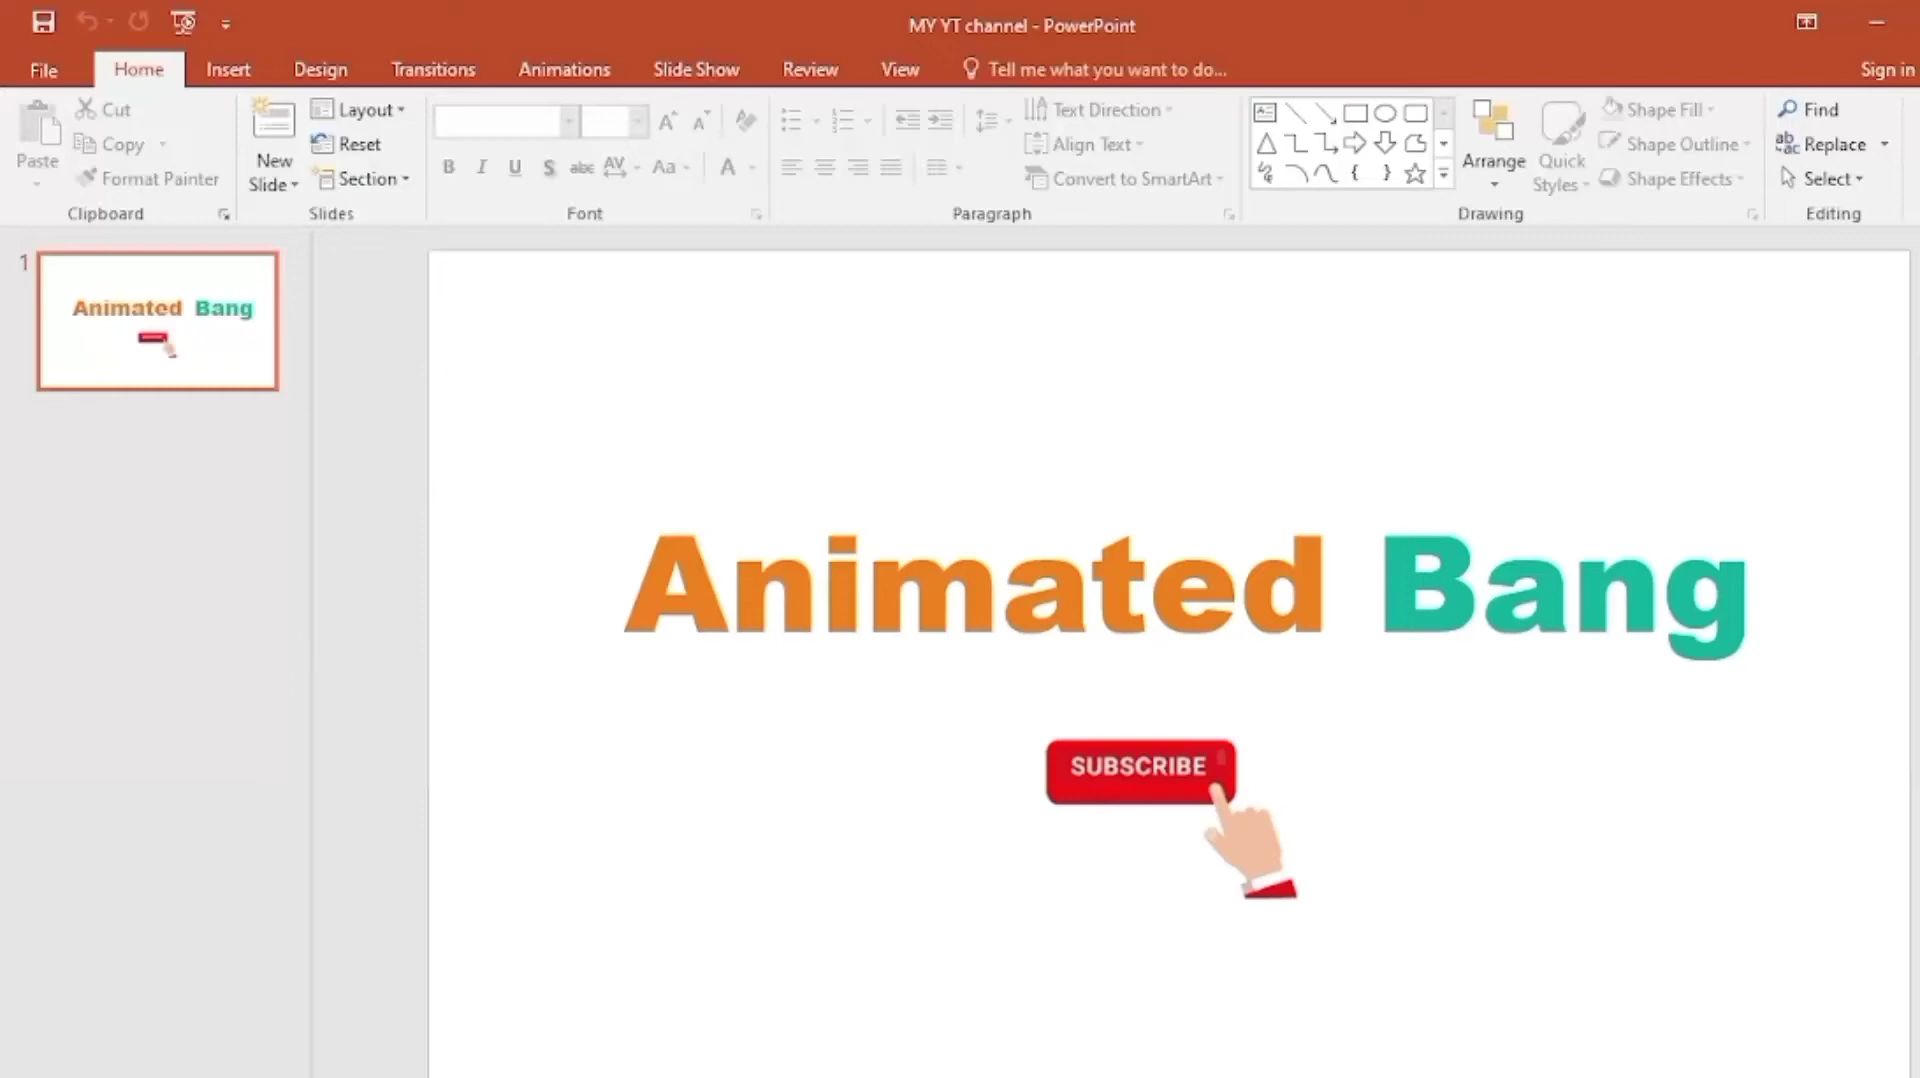 MY YT channel - PowerPoint
File Home Insert Design Transitions Animations Slide Show Review View Tell me what you want to do... Sign in
Paste
Cut
Copy
Format Painter
Clipboard
New Slide
Layout
Reset
Section
Slides
B I U S abc AV Aa A
Font
Text Direction
Align Text
Convert to SmartArt
Paragraph
Arrange
Quick Styles
Shape Fill
Shape Outline
Shape Effects
Drawing
Find
Replace
Select
Editing
1
Animated Bang
Animated Bang
SUBSCRIBE